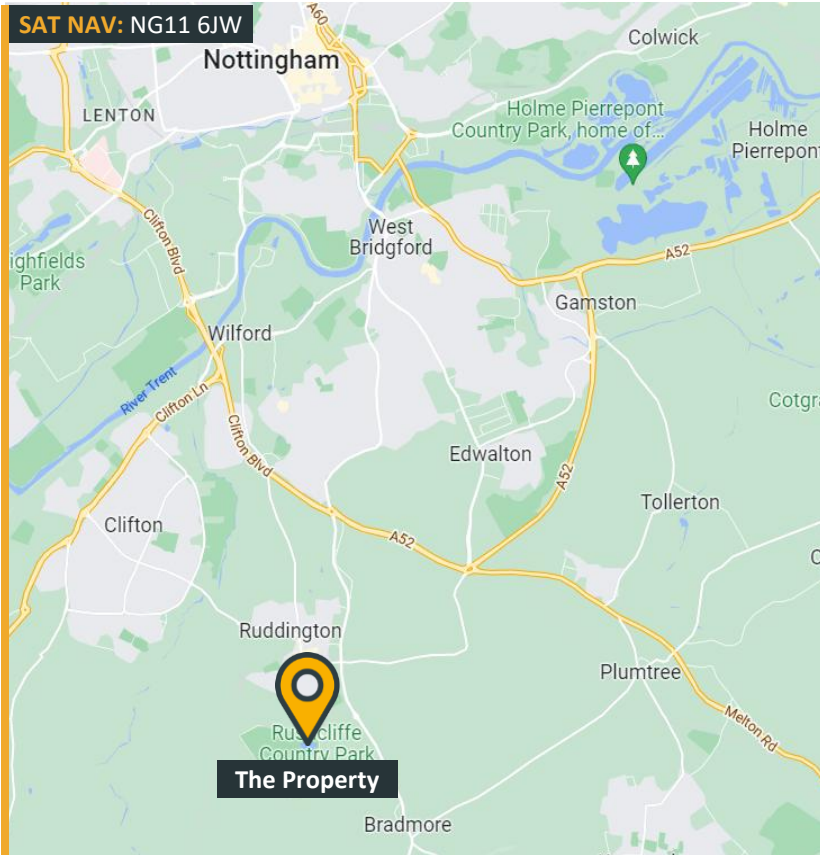 SAT NAV: NG11 6JW
A60
Colwick
Nottingham
LENTON
Holme Pierrepont
Country Park, home of...
Holme
Pierrepont
Clifton Blvd
West
Bridgford
A52
ighfields
Park
Gamston
Wilford
River Trent
Clifton Ln
Cotgra
Clifton Blvd
Edwalton
A52
Tollerton
Clifton
A52
C
Ruddington
Plumtree
Melton Rd
Country Park
The Property
Bradmore